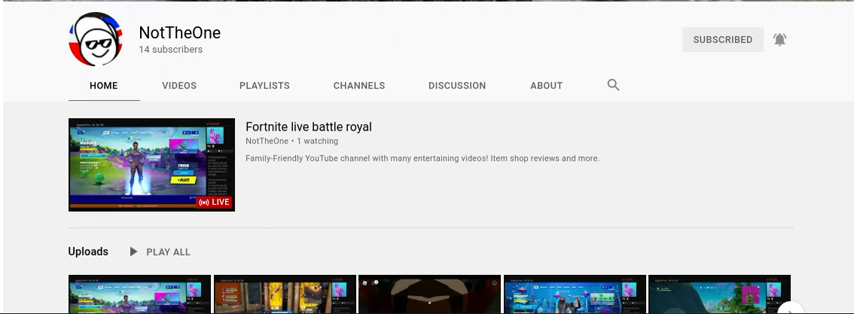 NotTheOne
14 subscribers
SUBSCRIBED
HOME VIDEOS PLAYLISTS CHANNELS DISCUSSION ABOUT
Fortnite live battle royal
NotTheOne • 1 watching
Family-Friendly YouTube channel with many entertaining videos! Item shop reviews and more.
LIVE
Uploads PLAY ALL